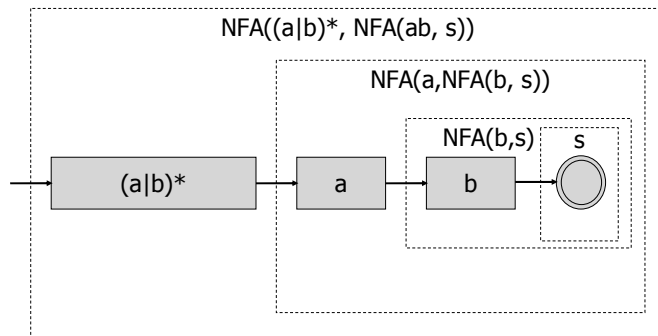 NFA((a|b)*, NFA(ab, s))
NFA(a,NFA(b, s))
NFA(b,s)
s
(a|b)*
a
b